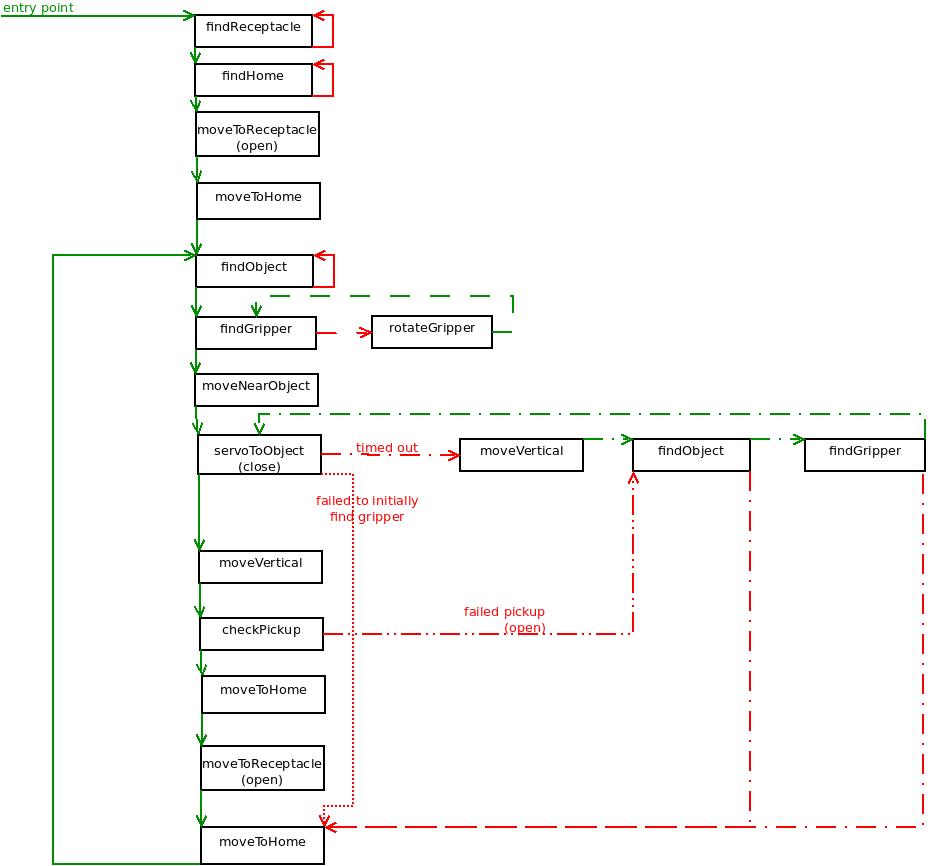 entry point
findReceptacle
findHome
moveToReceptacle
(open)
moveToHome
findObject
findGripper
rotateGripper
moveNearObject
servoToObject
(close)
timed out
moveVertical
findObject
findGripper
failed to initially
find gripper
moveVertical
failed pickup
(open)
checkPickup
moveToHome
moveToReceptacle
(open)
moveToHome